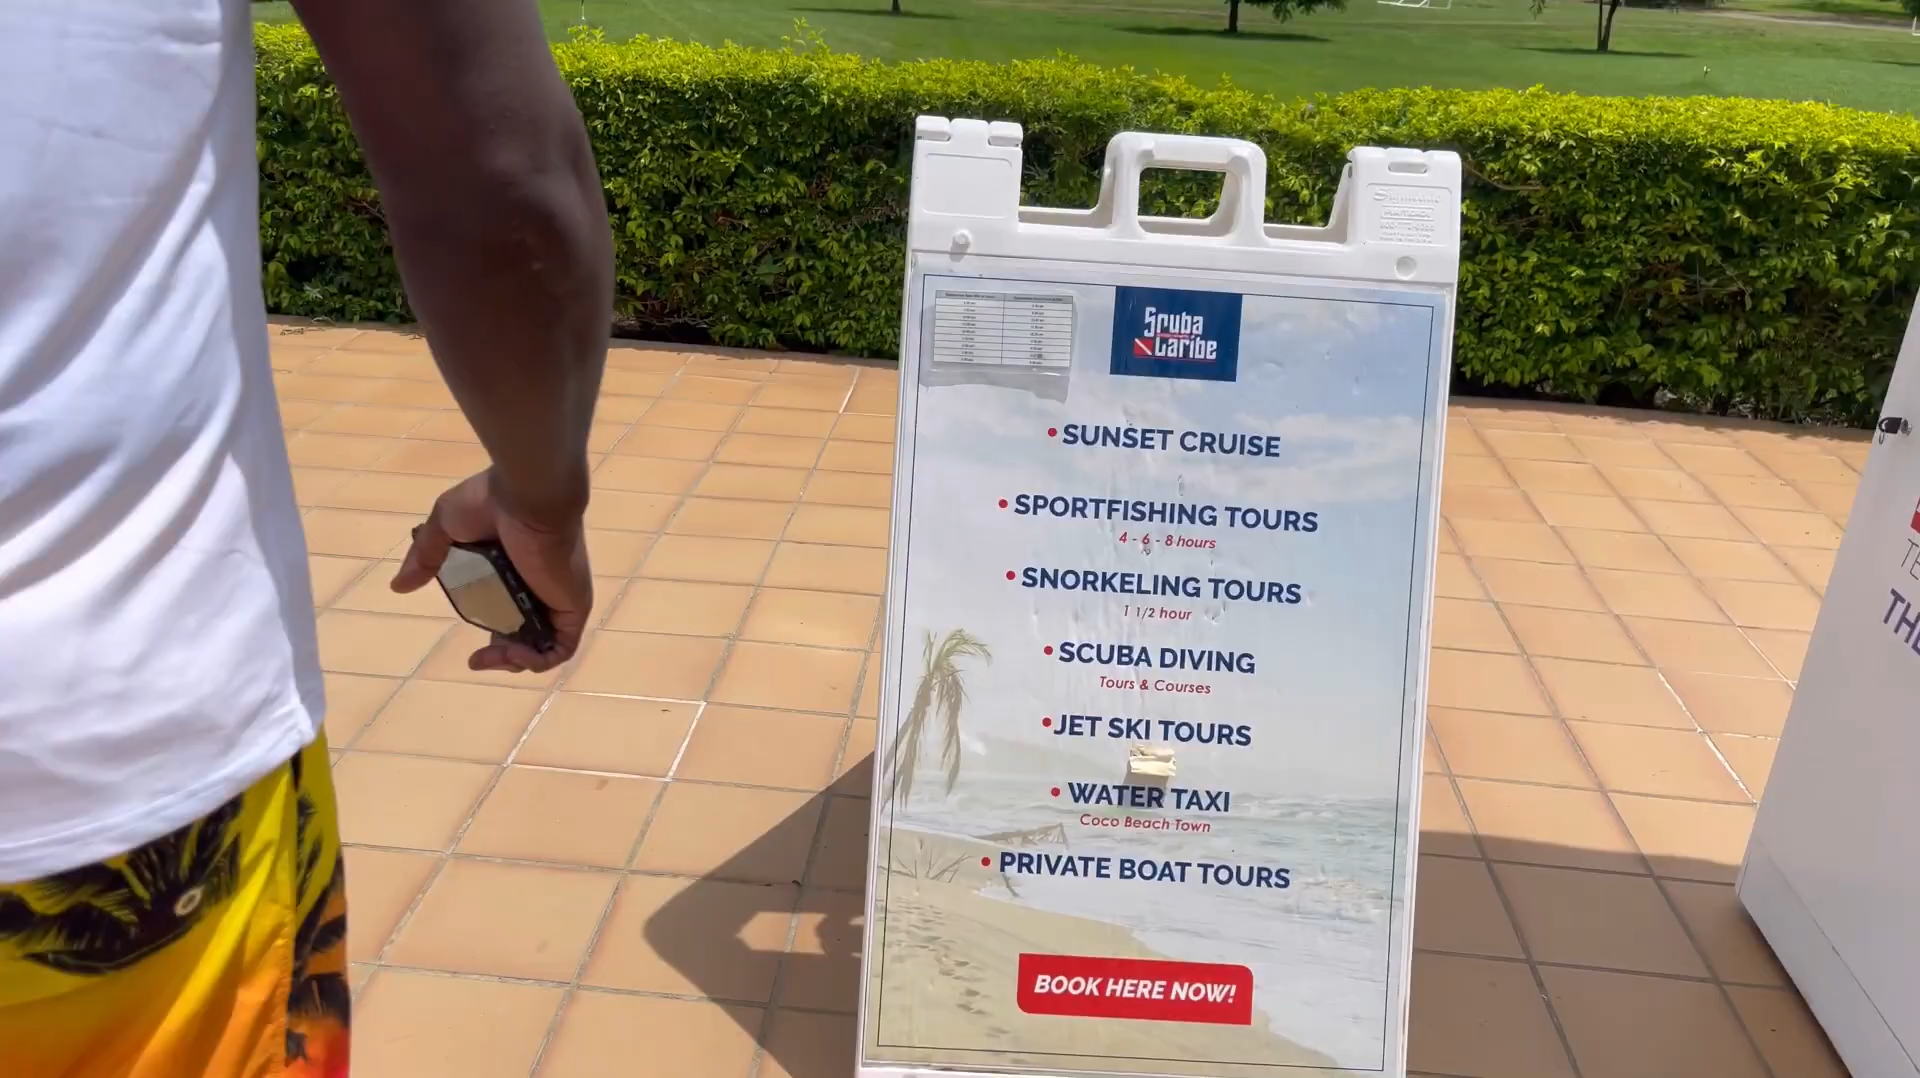 Scuba
Caribe
• SUNSET CRUISE
• SPORTFISHING TOURS
4 - 6 - 8 hours
• SNORKELING TOURS
1 1/2 hour
• SCUBA DIVING
Tours & Courses
• JET SKI TOURS
• WATER TAXI
Coco Beach Town
• PRIVATE BOAT TOURS
BOOK HERE NOW!